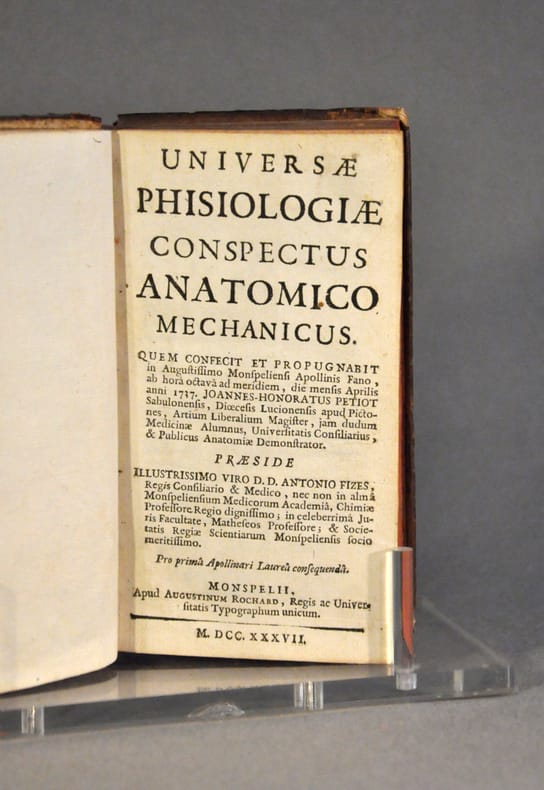 UNIVERSÆ
PHISIOLOGIÆ
CONSPECTUS
ANATOMICO
MECHANICUS.
QUEM CONFECIT ET PROPUGNABIT
in Augustissimo Monspeliensi Apollinis Fano,
ab horâ octavâ ad meridiem, die mensis Aprilis
anni 1737. JOANNES-HONORATUS PETIOT
Sabulonensis, Diœcesis Lucionensis apud Picto-
nes, Artium Liberalium Magister, jam dudum
Medicinæ Alumnus, Universitatis Consiliarius,
& Publicus Anatomiæ Demonstrator.
PRÆSIDE
ILLUSTRISSIMO VIRO D. D. ANTONIO FIZES,
Regis Consiliario & Medico, nec non in almâ
Monspeliensium Medicorum Academiâ, Chimiæ
Professore Regio dignissimo; in celeberrimâ Ju-
ris Facultate, Matheseos Professore; & Socie-
tatis Regiæ Scientiarum Monspeliensis socio
meritissimo.
Pro primâ Apollinari Laureâ consequendâ.
MONSPELII,
Apud AUGUSTINUM ROCHARD, Regis ac Univer-
sitatis Typographum unicum.
M. DCC. XXXVII.